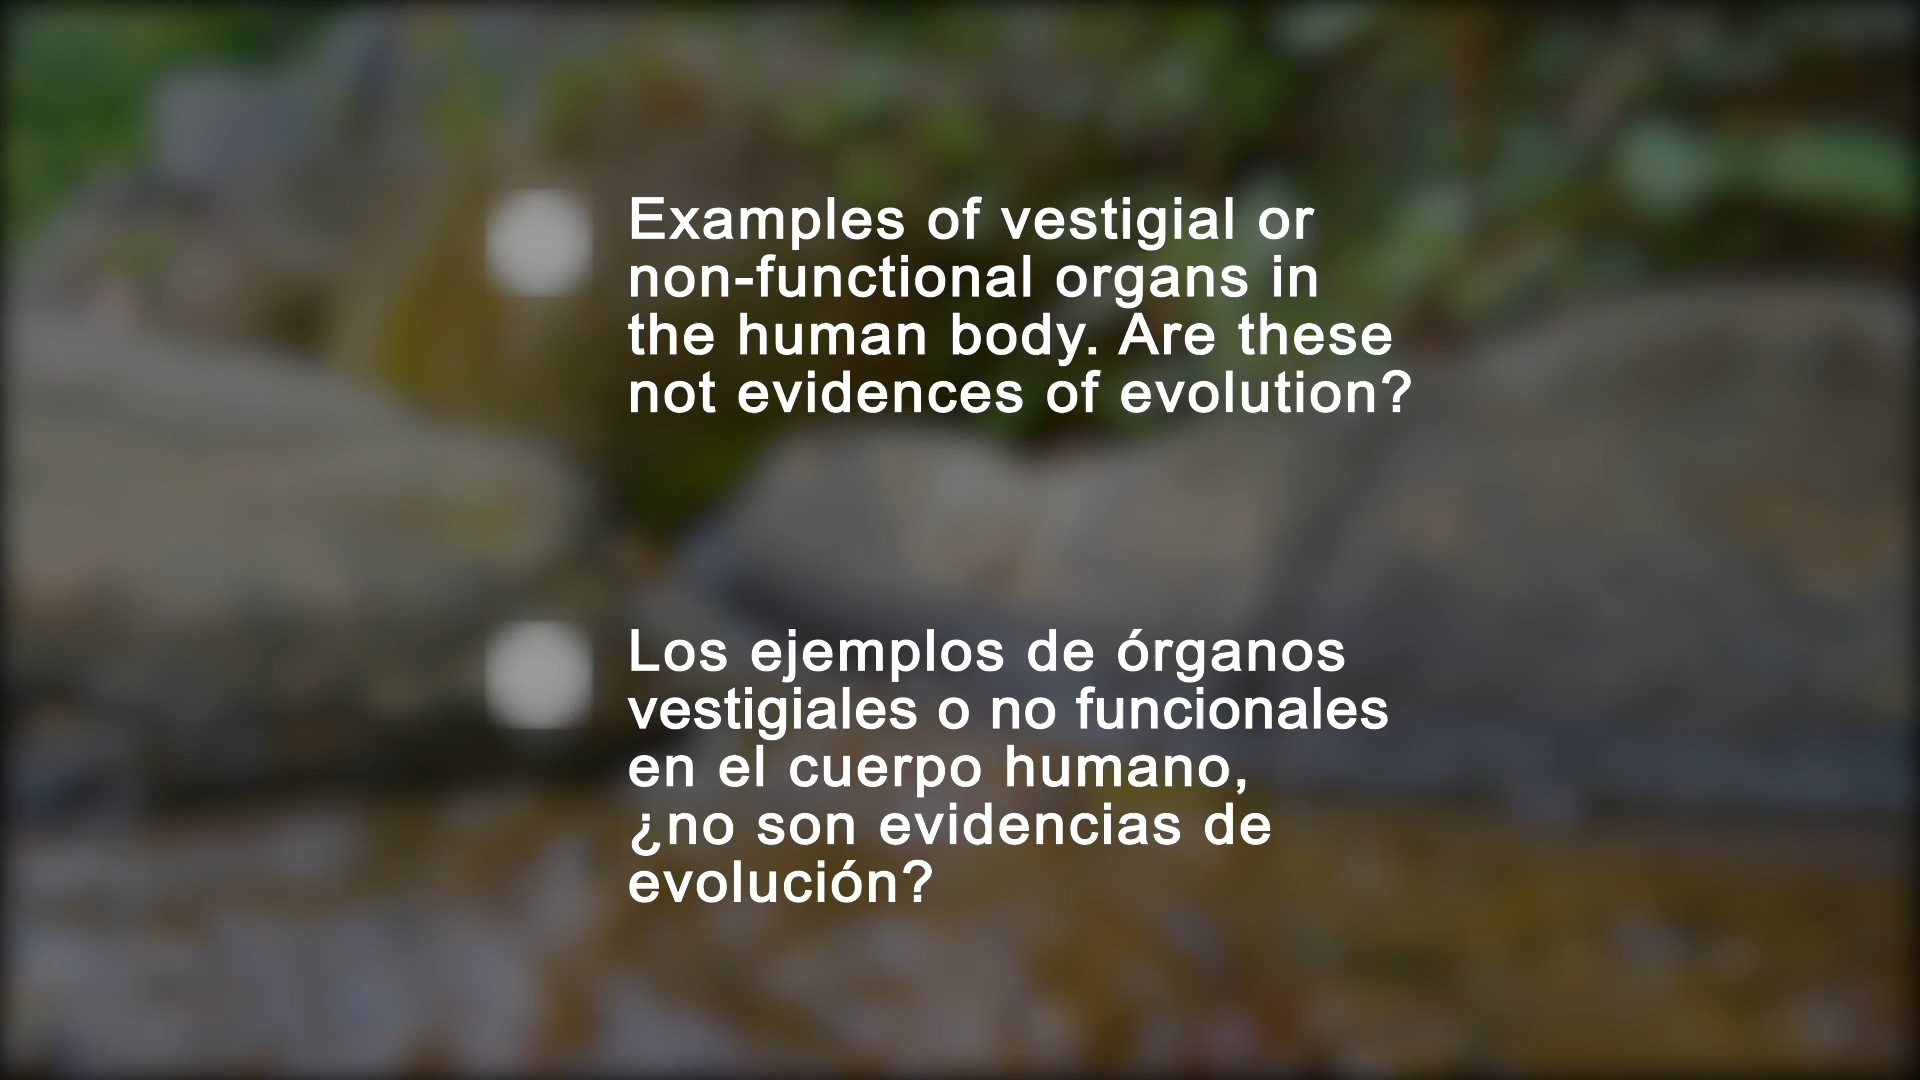 Examples of vestigial or
non-functional organs in
the human body. Are these
not evidences of evolution?
Los ejemplos de órganos
vestigiales o no funcionales
en el cuerpo humano,
¿no son evidencias de
evolución?